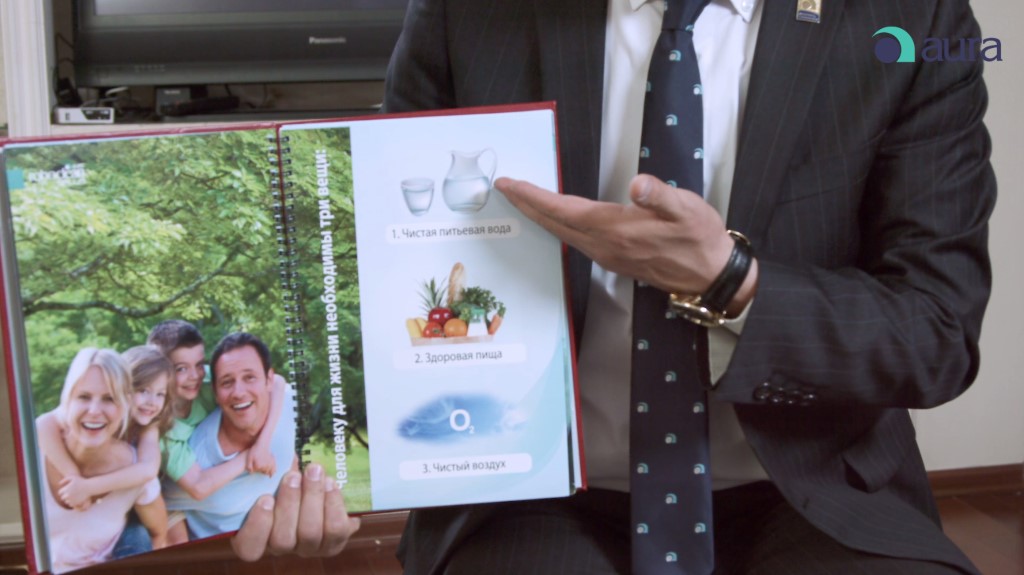 Panasonic
aura
Человеку для жизни необходимы три вещи:
1. Чистая питьевая вода
2. Здоровая пища
O₂
3. Чистый воздух